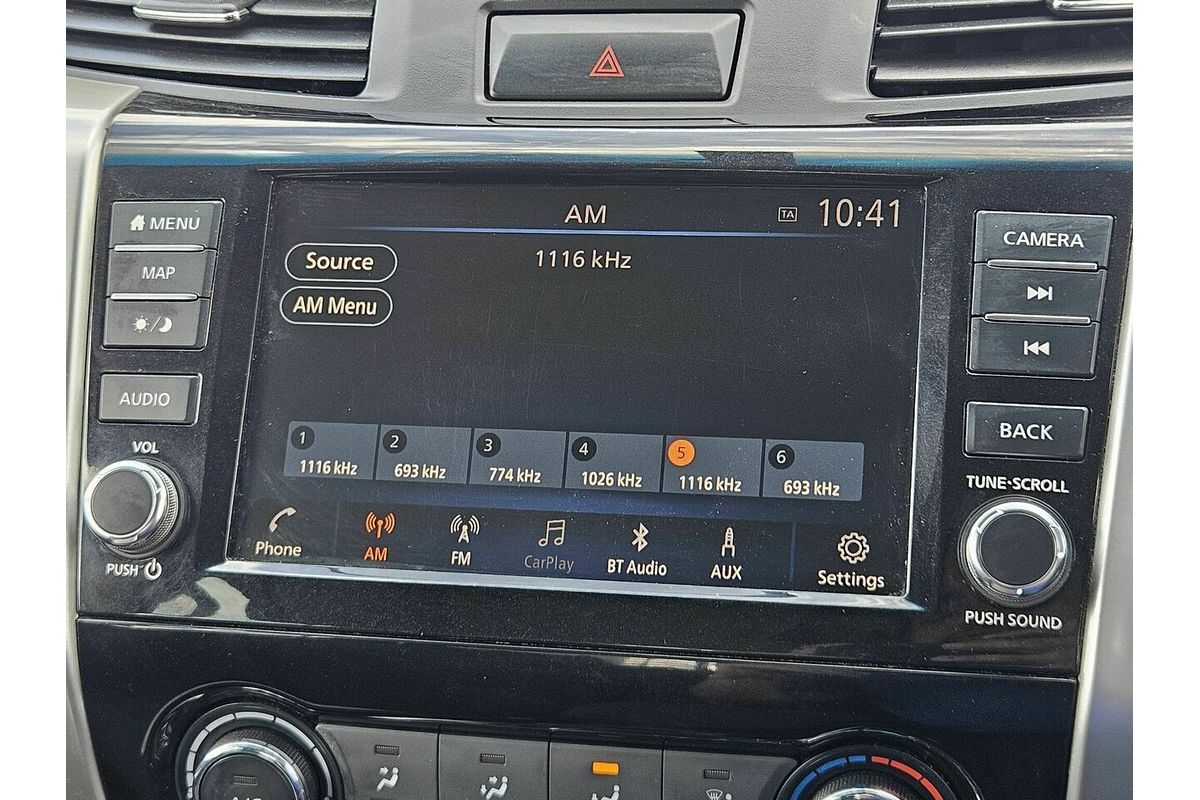 MENU
MAP
AUDIO
VOL
PUSH
AM
TA
10:41
1116 kHz
Source
AM Menu
1
1116 kHz
2
693 kHz
3
774 kHz
4
1026 kHz
5
1116 kHz
6
693 kHz
Phone
AM
FM
CarPlay
BT Audio
AUX
Settings
CAMERA
BACK
TUNE·SCROLL
PUSH SOUND